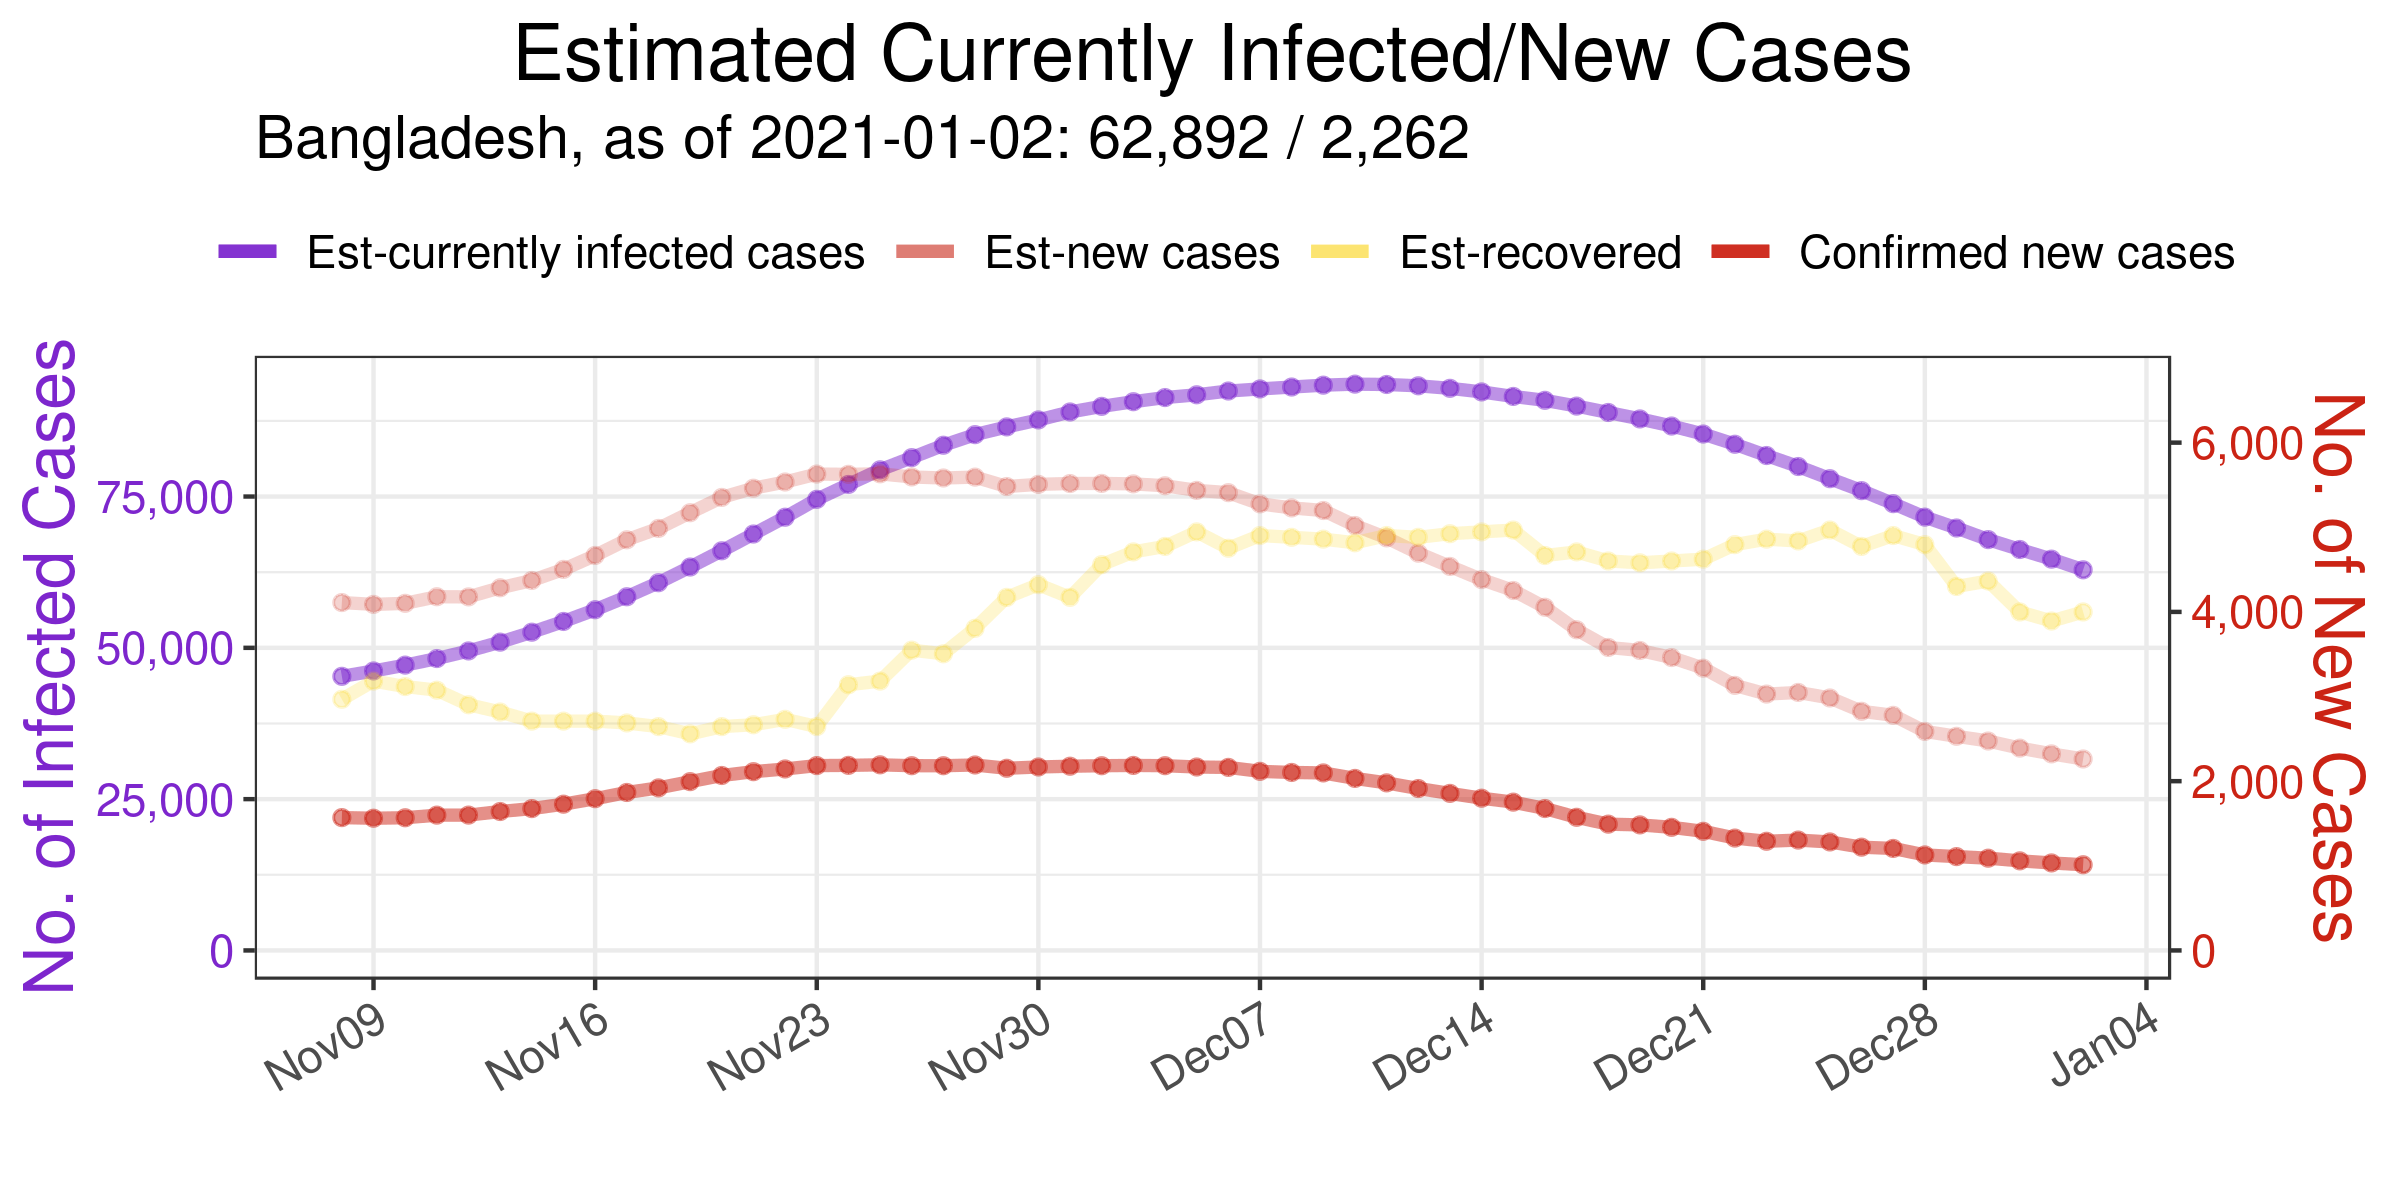 Estimated Currently Infected/New Cases
Bangladesh, as of 2021-01-02: 62,892 / 2,262
Est-currently infected cases Est-new cases Est-recovered Confirmed new cases
No. of Infected Cases
75,000
50,000
25,000
0
6,000
4,000
2,000
0
No. of New Cases
Nov09 Nov16 Nov23 Nov30 Dec07 Dec14 Dec21 Dec28 Jan04